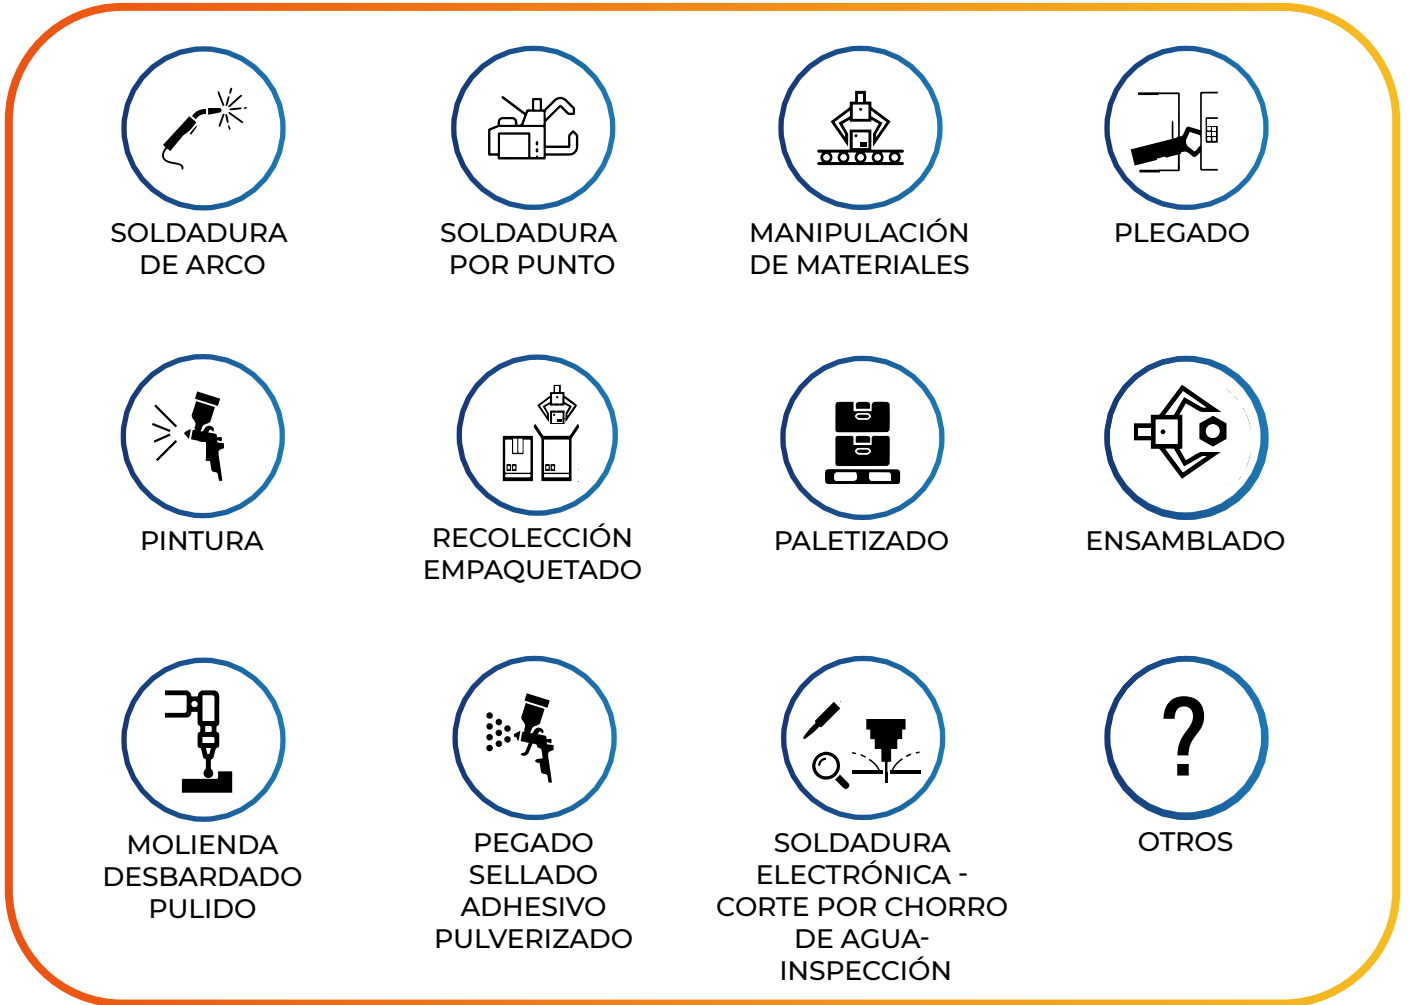 SOLDADURA
DE ARCO
SOLDADURA
POR PUNTO
MANIPULACIÓN
DE MATERIALES
PLEGADO
PINTURA
RECOLECCIÓN
EMPAQUETADO
PALETIZADO
ENSAMBLADO
MOLIENDA
DESBARDADO
PULIDO
PEGADO
SELLADO
ADHESIVO
PULVERIZADO
SOLDADURA
ELECTRÓNICA -
CORTE POR CHORRO
DE AGUA-
INSPECCIÓN
?
OTROS